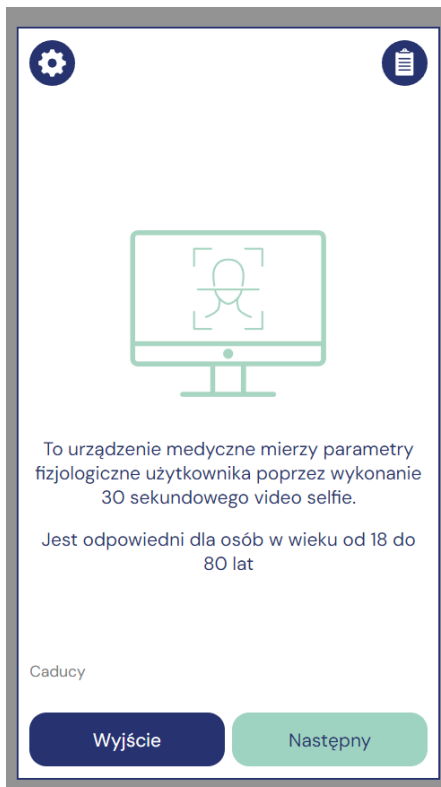 To urządzenie medyczne mierzy parametry
fizjologiczne użytkownika poprzez wykonanie
30 sekundowego video selfie.
Jest odpowiedni dla osób w wieku od 18 do
80 lat
Caducy
Wyjście
Następny